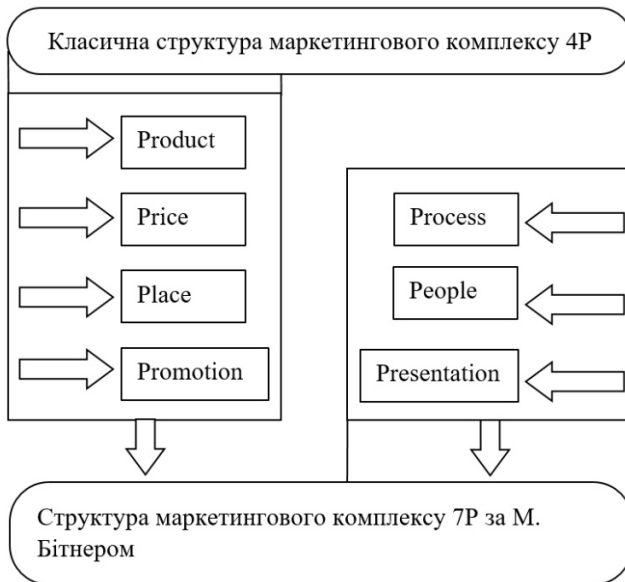 Класична структура маркетингового комплексу 4P
Product
Price
Place
Promotion
Process
People
Presentation
Структура маркетингового комплексу 7P за М.
Бітнером